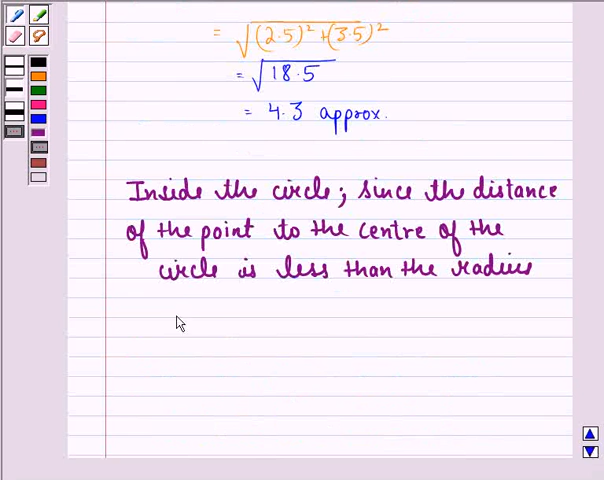 = √(2.5)² + (3.5)²
= √18.5
= 4.3 approx.
Inside the circle; since the distance
of the point to the centre of the
circle is less than the radius